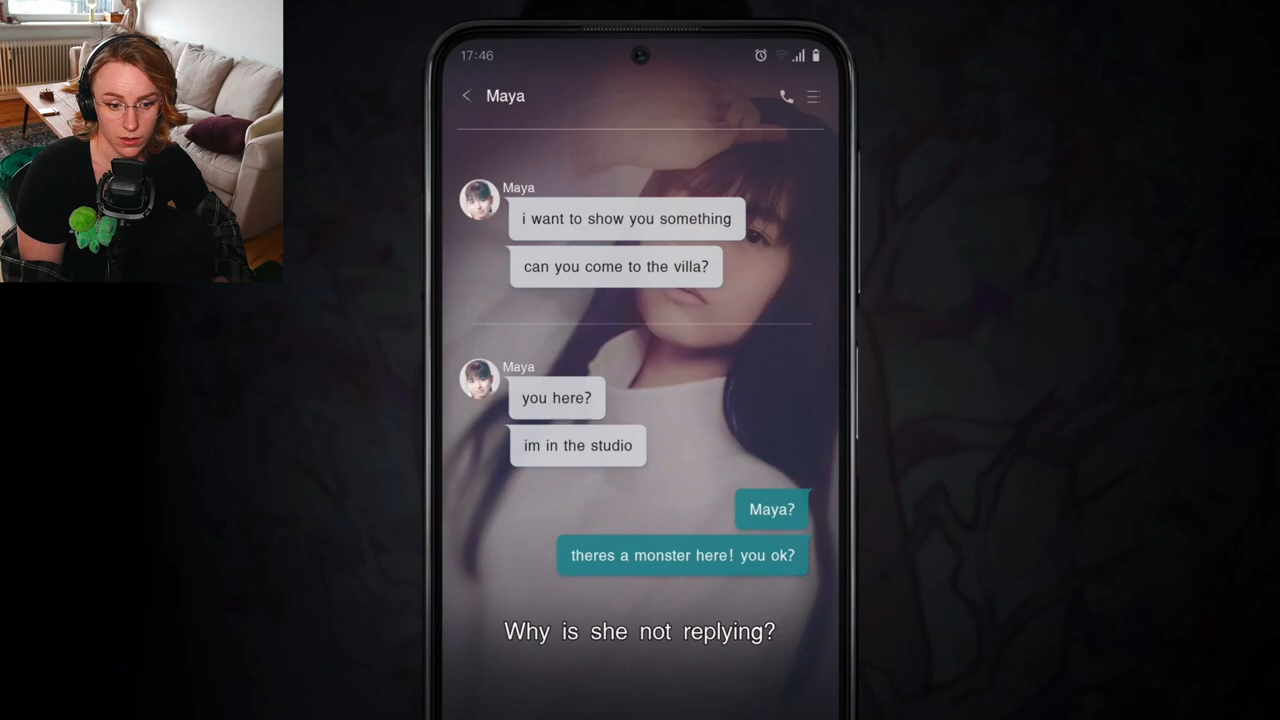 17:46
Maya
Maya
i want to show you something
can you come to the villa?
Maya
you here?
im in the studio
Maya?
theres a monster here! you ok?
Why is she not replying?